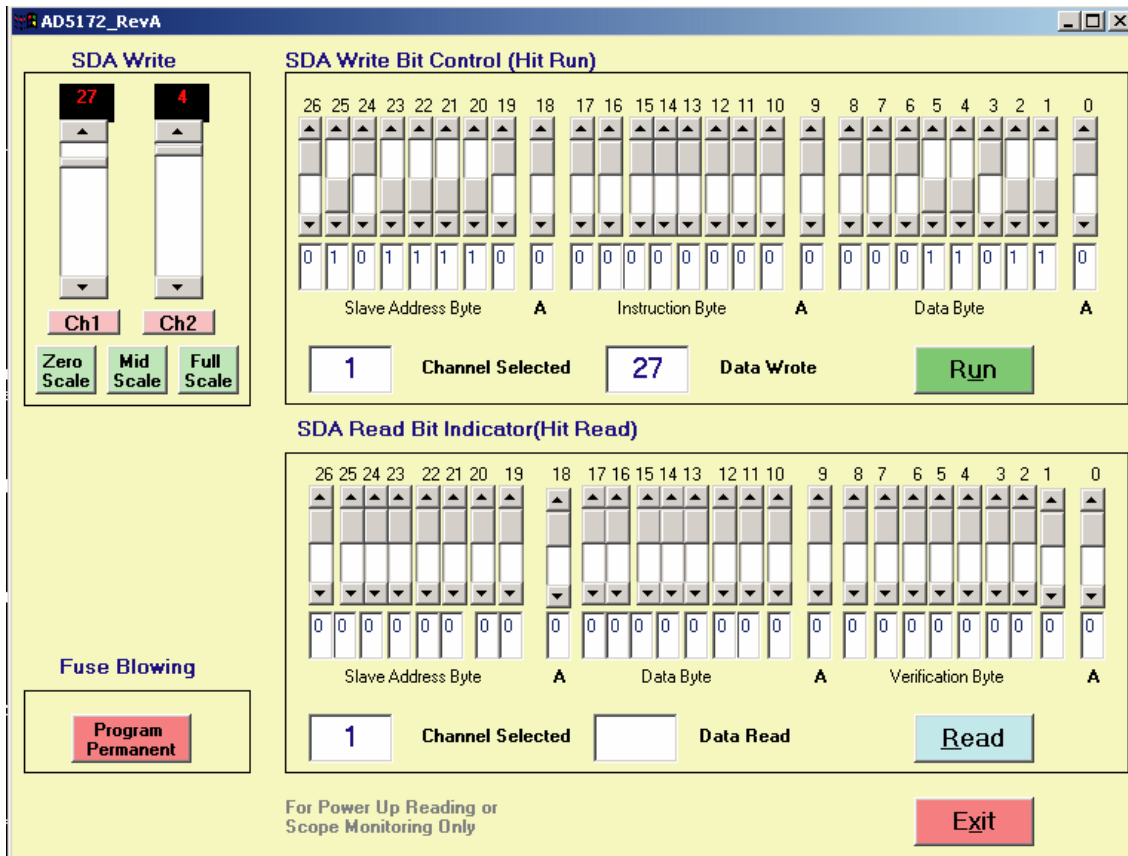 AD5172_RevA
SDA Write
27 4
Ch1 Ch2
Zero Scale Mid Scale Full Scale
SDA Write Bit Control (Hit Run)
26 25 24 23 22 21 20 19 18 17 16 15 14 13 12 11 10 9 8 7 6 5 4 3 2 1 0
0 1 0 1 1 1 1 0 0 0 0 0 0 0 0 0 0 0 0 0 0 1 1 0 1 1 0
Slave Address Byte A Instruction Byte A Data Byte A
1 Channel Selected 27 Data Wrote Run
SDA Read Bit Indicator(Hit Read)
26 25 24 23 22 21 20 19 18 17 16 15 14 13 12 11 10 9 8 7 6 5 4 3 2 1 0
0 0 0 0 0 0 0 0 0 0 0 0 0 0 0 0 0 0 0 0 0 0 0 0 0 0 0
Slave Address Byte A Data Byte A Verification Byte A
1 Channel Selected Data Read Read
Fuse Blowing
Program
Permanent
For Power Up Reading or
Scope Monitoring Only
Exit